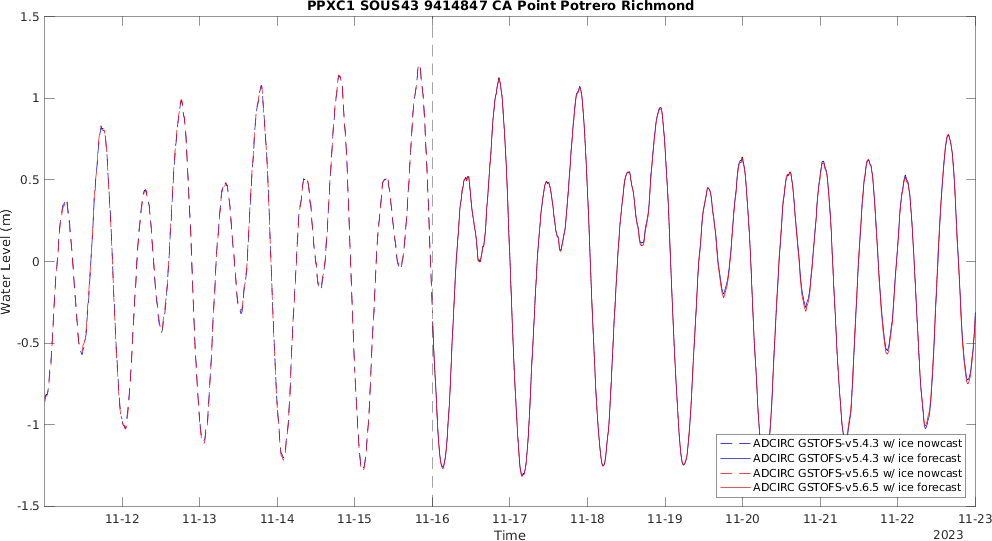 PPXC1 SOUS43 9414847 CA Point Potrero Richmond
1.5
1
0.5
0
-0.5
-1
-1.5
Water Level (m)
ADCIRC GSTOFS-v5.4.3 w/ ice nowcast
ADCIRC GSTOFS-v5.4.3 w/ ice forecast
ADCIRC GSTOFS-v5.6.5 w/ ice nowcast
ADCIRC GSTOFS-v5.6.5 w/ ice forecast
11-12 11-13 11-14 11-15 11-16 11-17 11-18 11-19 11-20 11-21 11-22 11-23
Time
2023